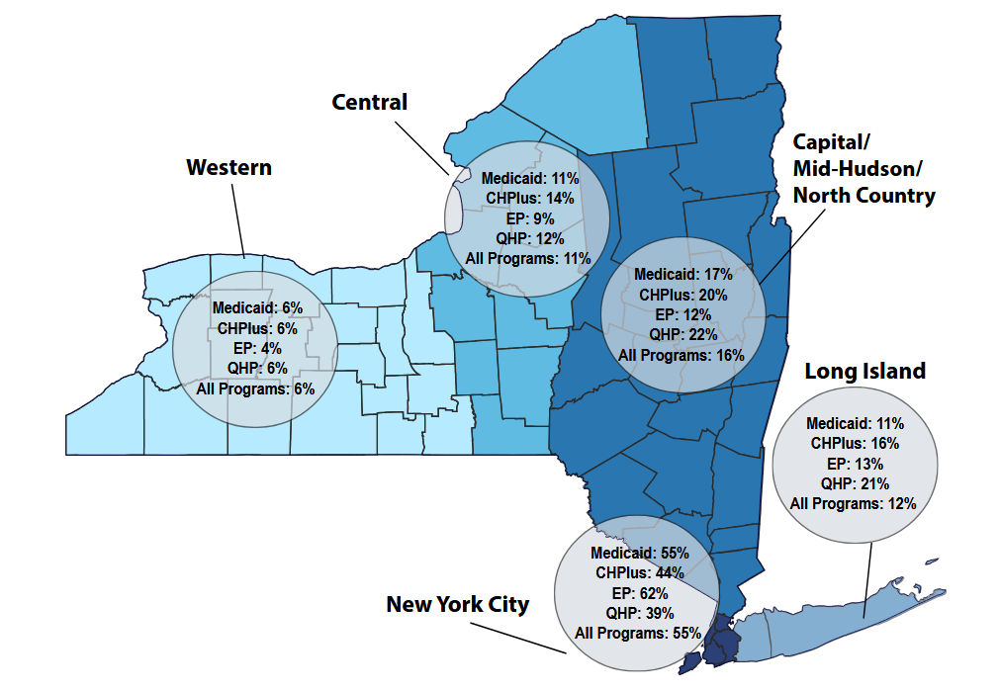 Central
Medicaid: 11%
CHPlus: 14%
EP: 9%
QHP: 12%
All Programs: 11%
Western
Medicaid: 6%
CHPlus: 6%
EP: 4%
QHP: 6%
All Programs: 6%
Capital/
Mid-Hudson/
North Country
Medicaid: 17%
CHPlus: 20%
EP: 12%
QHP: 22%
All Programs: 16%
Long Island
Medicaid: 11%
CHPlus: 16%
EP: 13%
QHP: 21%
All Programs: 12%
New York City
Medicaid: 55%
CHPlus: 44%
EP: 62%
QHP: 39%
All Programs: 55%